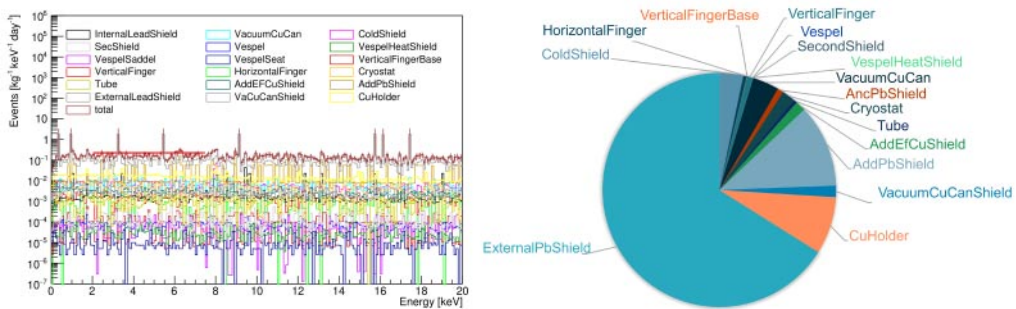 Events [kg⁻¹ keV⁻¹ day⁻¹]
10⁵
10⁴
10³
10²
10
1
10⁻¹
10⁻²
10⁻³
10⁻⁴
10⁻⁵
10⁻⁶
10⁻⁷
InternalLeadShield VacuumCuCan ColdShield
SecShield Vespel VespelHeatShield
VespelSaddel VespelSeat VerticalFingerBase
VerticalFinger HorizontalFinger Cryostat
Tube AddEFCuShield AddPbShield
ExternalLeadShield VaCuCanShield CuHolder
total
0 2 4 6 8 10 12 14 16 18 20
Energy [keV]
VerticalFingerBase
VerticalFinger
HorizontalFinger
Vespel
ColdShield
SecondShield
VespelHeatShield
VacuumCuCan
AncPbShield
Cryostat
Tube
AddEfCuShield
AddPbShield
VacuumCuCanShield
CuHolder
ExternalPbShield